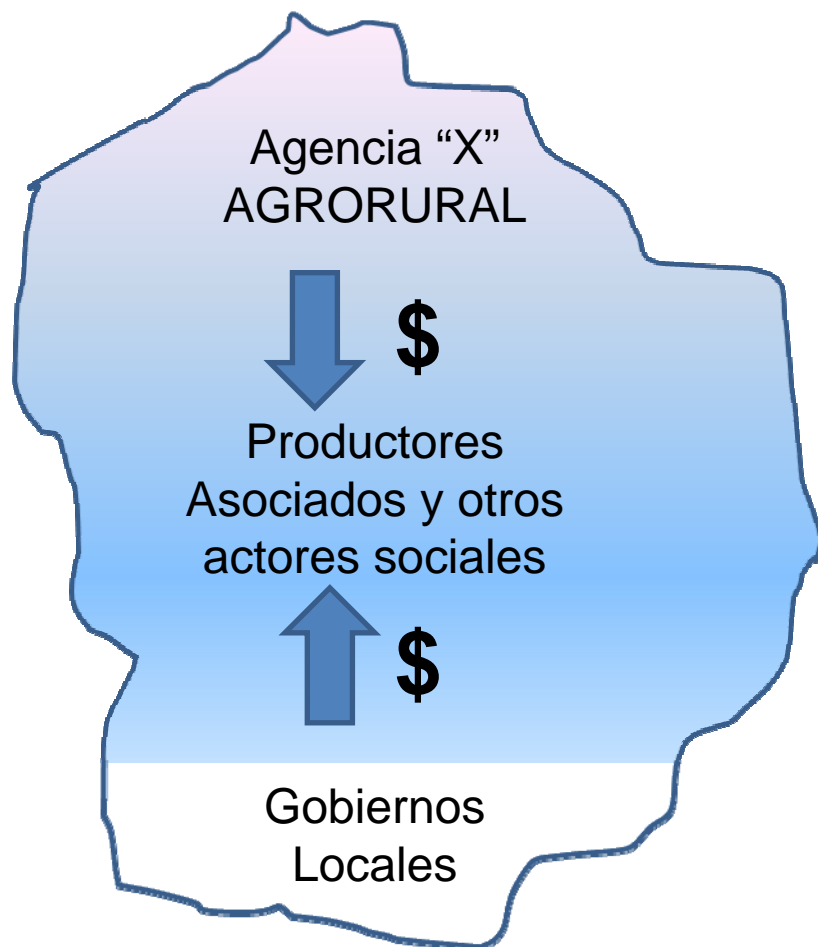 Agencia “X”
AGRORURAL
$
Productores
Asociados y otros
actores sociales
$
Gobiernos
Locales